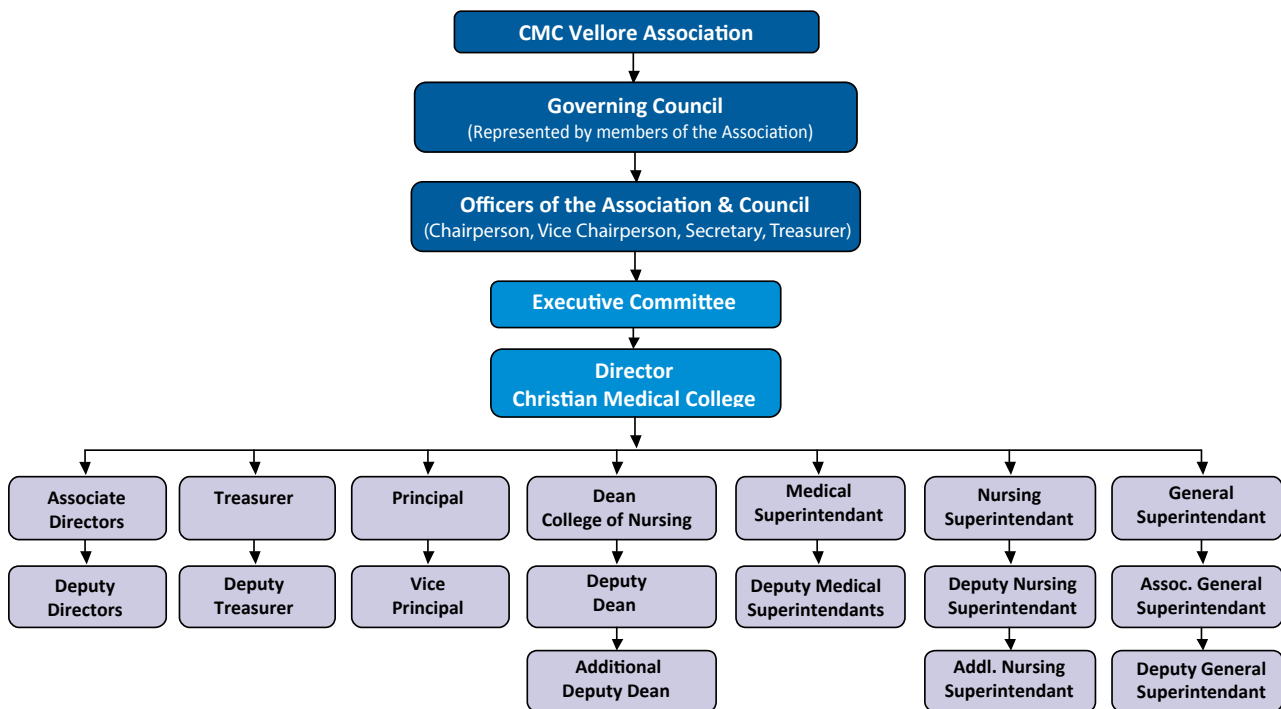 CMC Vellore Association
Governing Council
(Represented by members of the Association)
Officers of the Association & Council
(Chairperson, Vice Chairperson, Secretary, Treasurer)
Executive Committee
Director
Christian Medical College
Associate
Directors
Treasurer
Principal
Dean
College of Nursing
Medical
Superintendant
Nursing
Superintendant
General
Superintendant
Deputy
Directors
Deputy
Treasurer
Vice
Principal
Deputy
Dean
Deputy Medical
Superintendants
Deputy Nursing
Superintendant
Assoc. General
Superintendant
Additional
Deputy Dean
Addl. Nursing
Superintendant
Deputy General
Superintendant